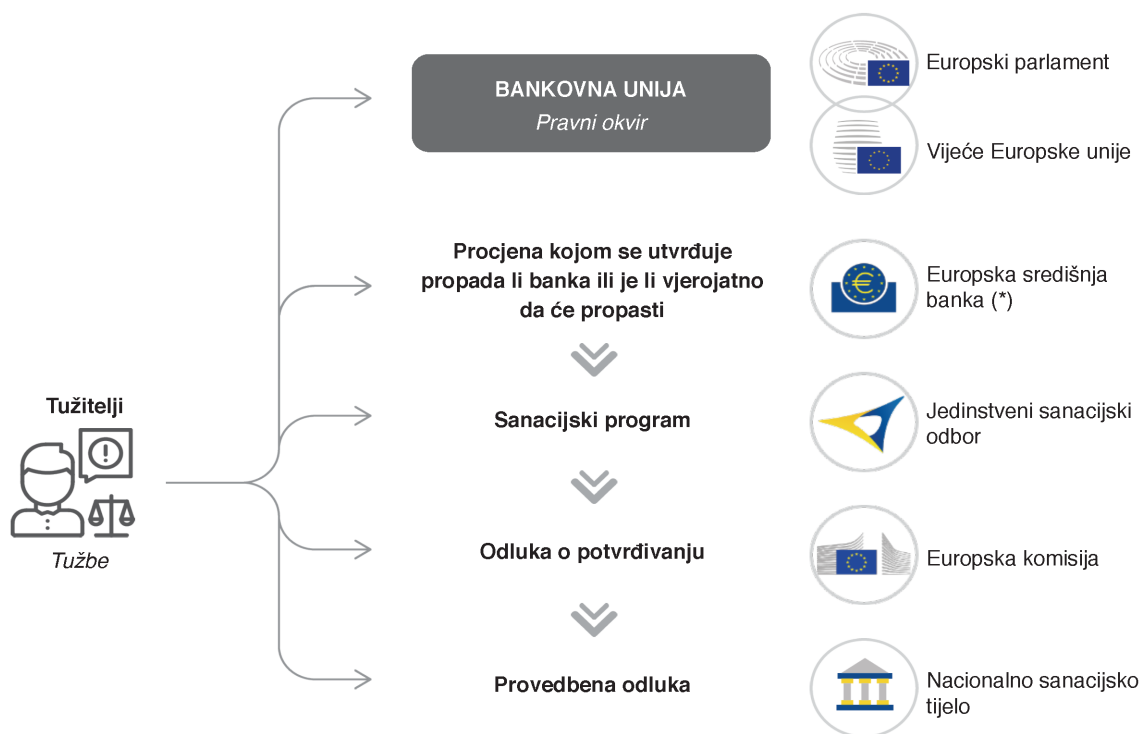 Europski parlament
BANKOVNA UNIJA
Pravni okvir
Vijeće Europske unije
Procjena kojom se utvrđuje
propada li banka ili je li vjerojatno
da će propasti
Europska središnja
banka (*)
Tužitelji
Tužbe
Sanacijski program
Jedinstveni sanacijski
odbor
Odluka o potvrđivanju
Europska komisija
Provedbena odluka
Nacionalno sanacijsko
tijelo